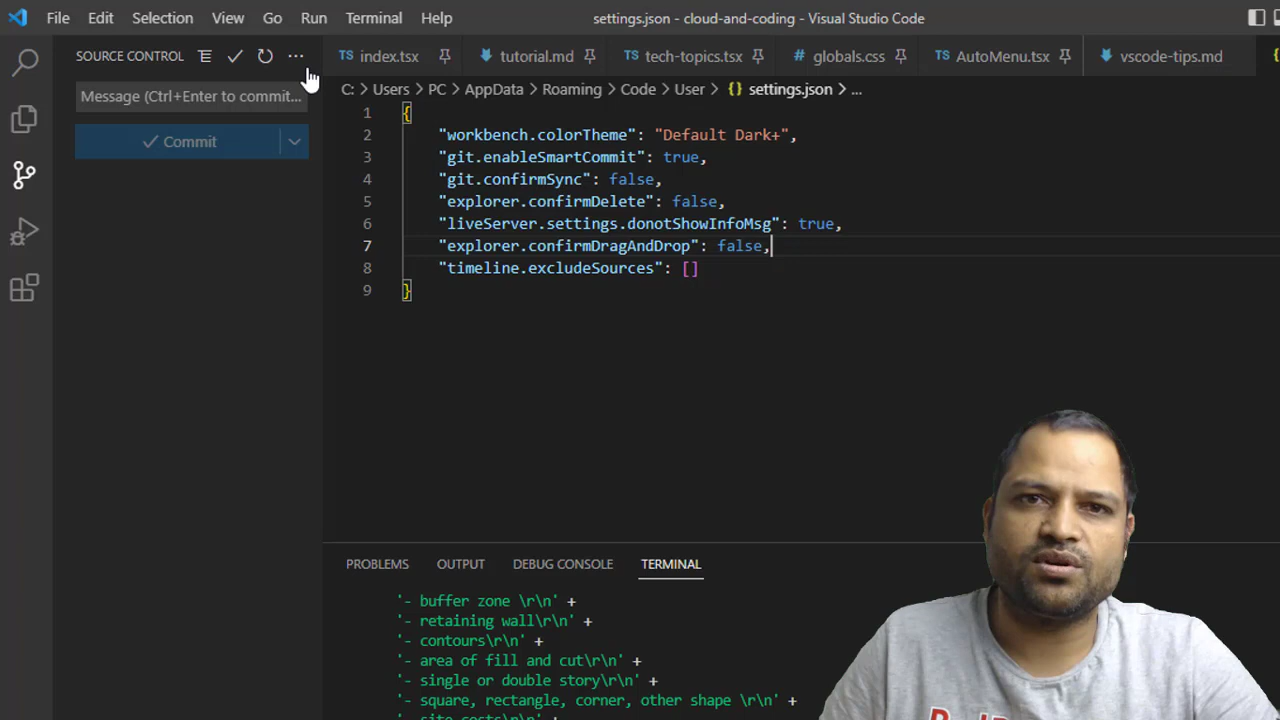 File Edit Selection View Go Run Terminal Help settings.json - cloud-and-coding - Visual Studio Code
SOURCE CONTROL
index.tsx tutorial.md TS tech-topics.tsx # globals.css TS AutoMenu.tsx vscode-tips.md
TS
Message (Ctrl+Enter to commit...
Commit
C: > Users > PC > AppData > Roaming > Code > User > {} settings.json > ...
1 {
2 "workbench.colorTheme": "Default Dark+",
3 "git.enableSmartCommit": true,
4 "git.confirmSync": false,
5 "explorer.confirmDelete": false,
6 "liveServer.settings.donotShowInfoMsg": true,
7 "explorer.confirmDragAndDrop": false,
8 "timeline.excludeSources": []
9 }
PROBLEMS OUTPUT DEBUG CONSOLE TERMINAL
'- buffer zone \r\n' +
'- retaining wall\r\n' +
'- contours\r\n' +
'- area of fill and cut\r\n' +
'- single or double story\r\n' +
'- square, rectangle, corner, other shape \r\n' +